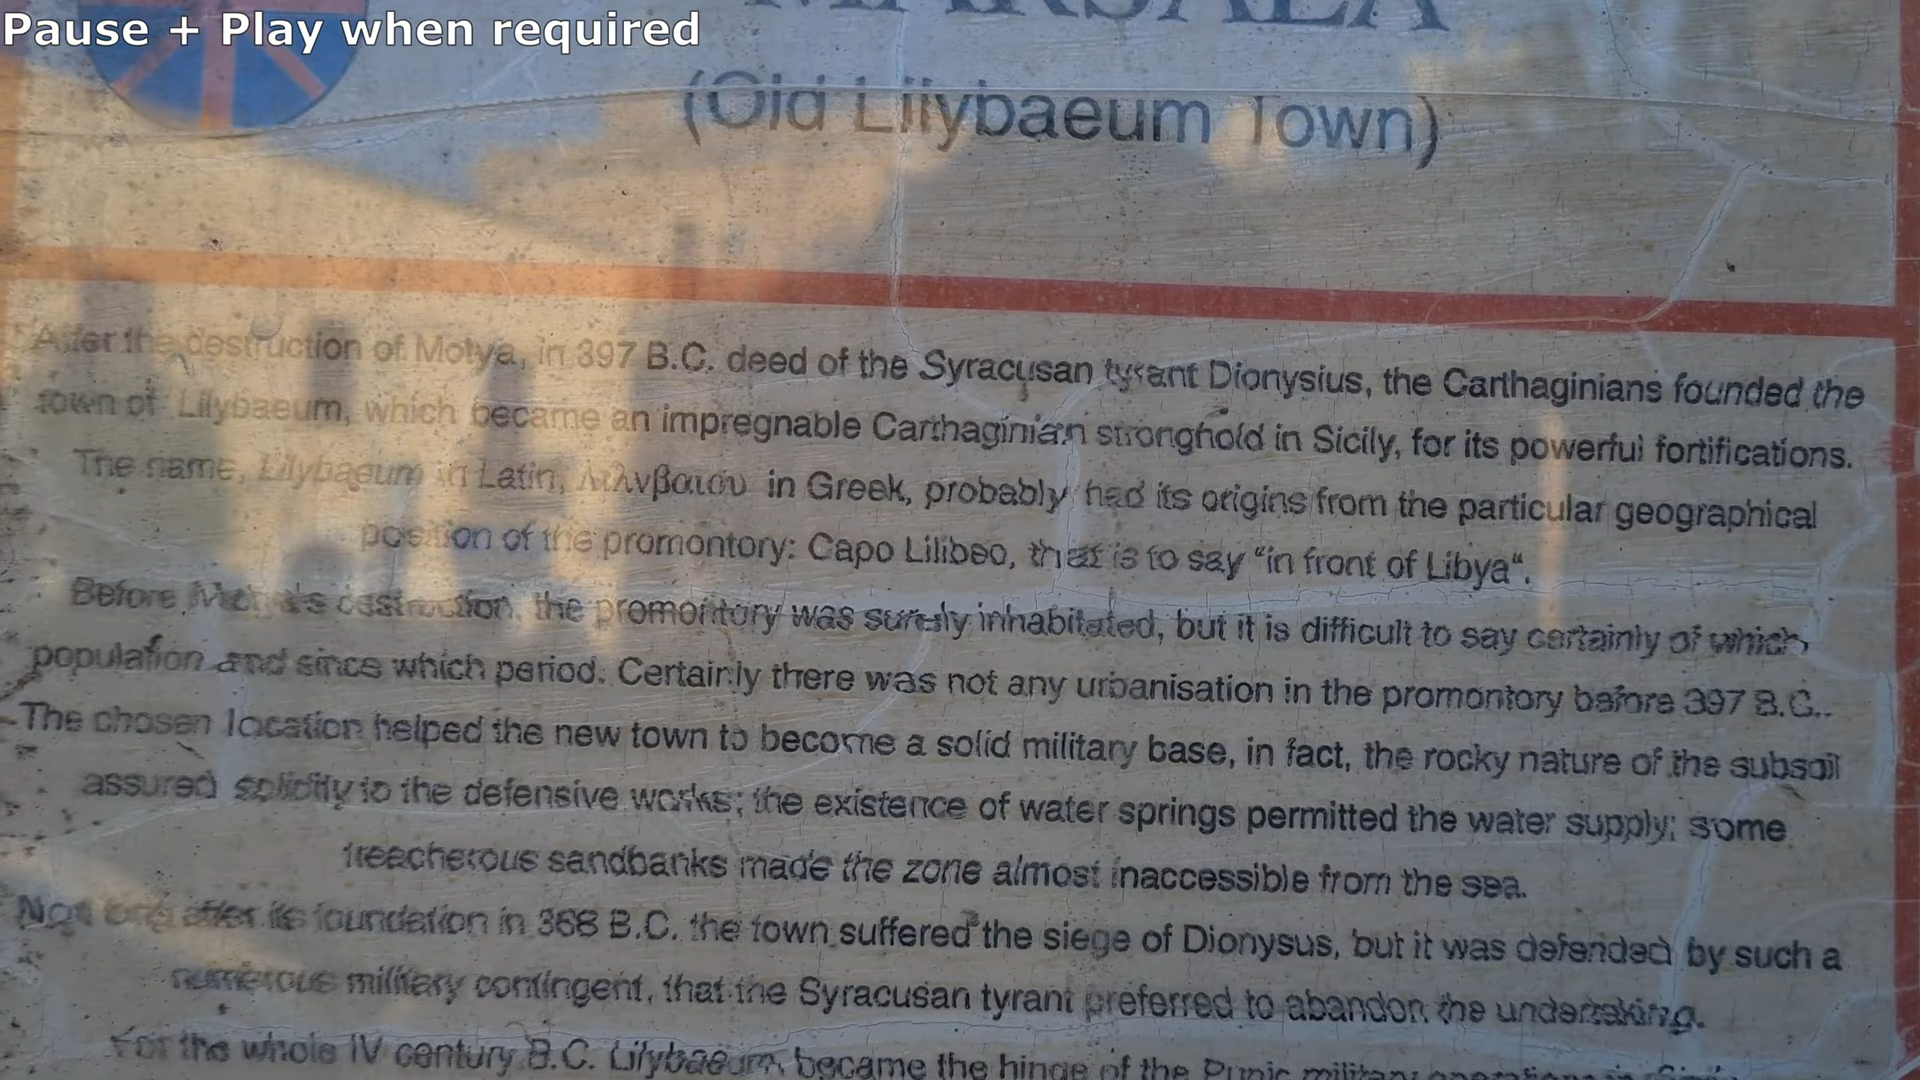 Pause + Play when required
MARSALA
(Old Lilybaeum Town)
After the destruction of Motya, in 397 B.C. deed of the Syracusan tyrant Dionysius, the Carthaginians founded the
town of Lilybaeum, which became an impregnable Carthaginian stronghold in Sicily, for its powerful fortifications.
The name, Lilybaeum in Latin, Λιλυβαιον in Greek, probably had its origins from the particular geographical
position of the promontory: Capo Lilibeo, that is to say "in front of Libya".
Before Motya's destruction, the promontory was surely inhabitated, but it is difficult to say certainly of which
population and since which period. Certainly there was not any urbanisation in the promontory before 397 B.C..
The chosen location helped the new town to become a solid military base, in fact, the rocky nature of the subsoil
assured solidity to the defensive works; the existence of water springs permitted the water supply; some
treecherous sandbanks made the zone almost inaccessible from the sea.
Not long after its foundation in 368 B.C. the town suffered the siege of Dionysus, but it was defended by such a
numerous military contingent, that the Syracusan tyrant preferred to abandon the undertaking.
For the whole IV century B.C. Lilybaeum became the hinge of the Punic military operations in